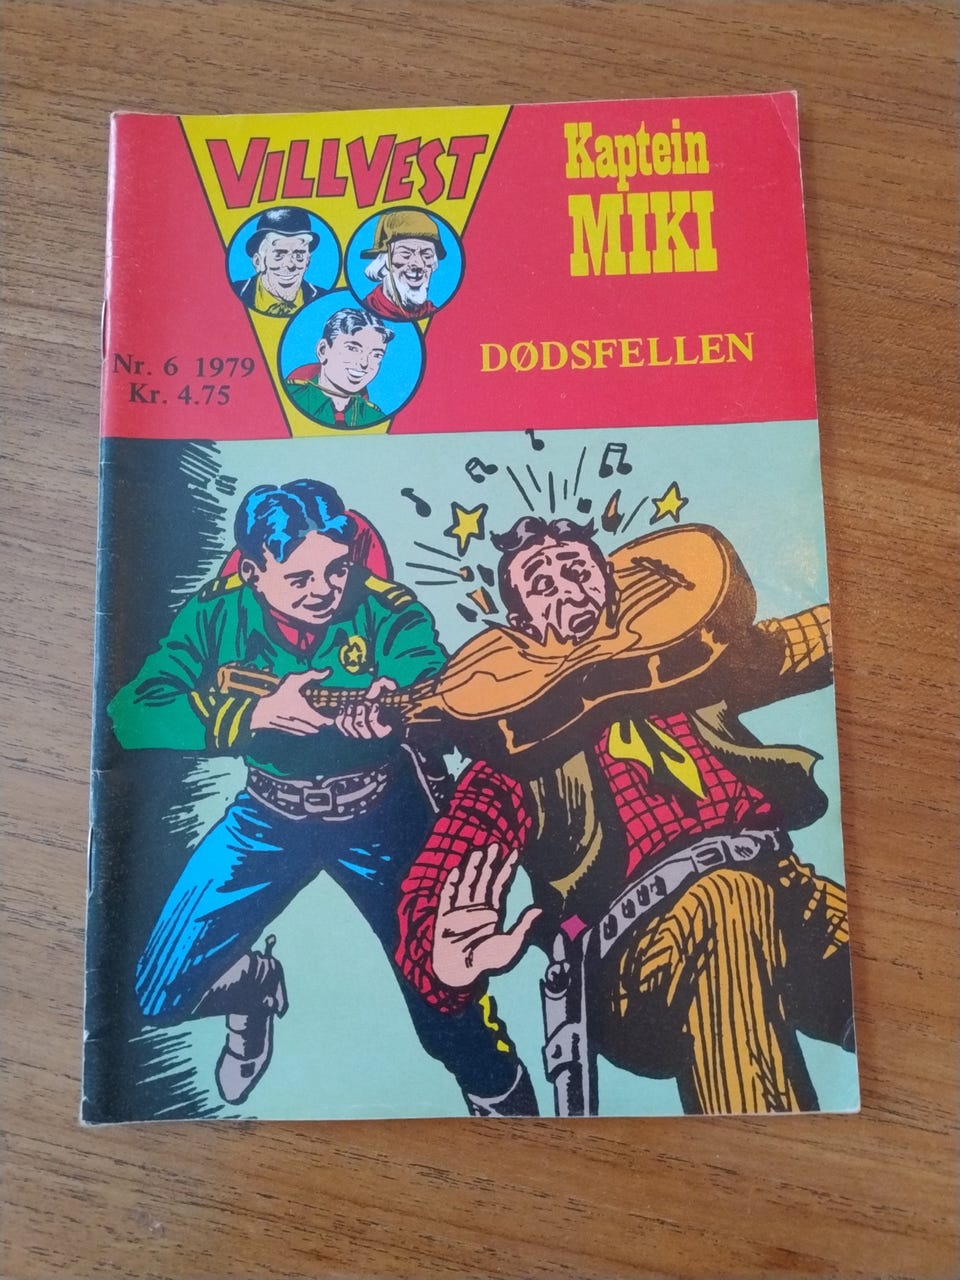 VILLVEST
Kaptein
MIKI
DØDSFELLEN
Nr. 6 1979
Kr. 4.75